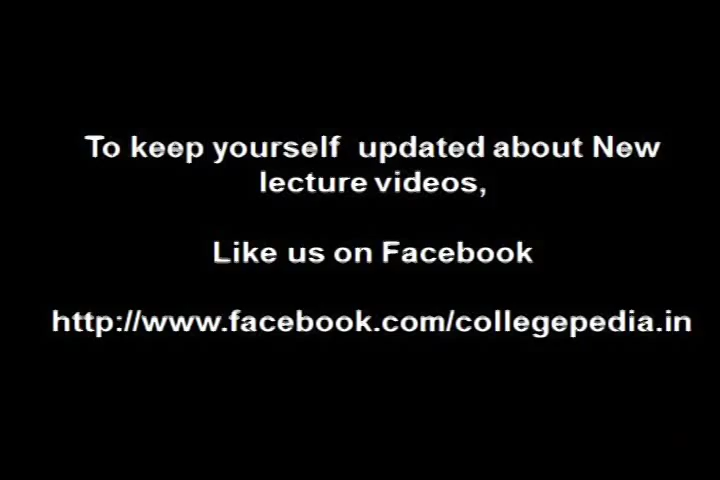 To keep yourself  updated about New
lecture videos,
Like us on Facebook
http://www.facebook.com/collegepedia.in